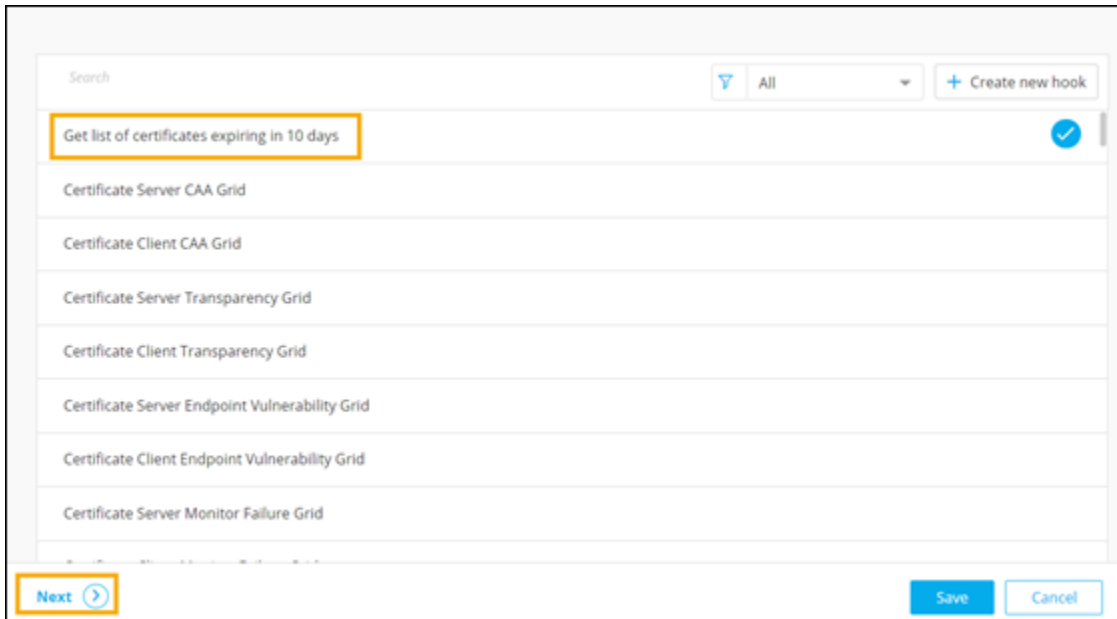 Search
All
+ Create new hook
Get list of certificates expiring in 10 days
Certificate Server CAA Grid
Certificate Client CAA Grid
Certificate Server Transparency Grid
Certificate Client Transparency Grid
Certificate Server Endpoint Vulnerability Grid
Certificate Client Endpoint Vulnerability Grid
Certificate Server Monitor Failure Grid
Next
Save
Cancel